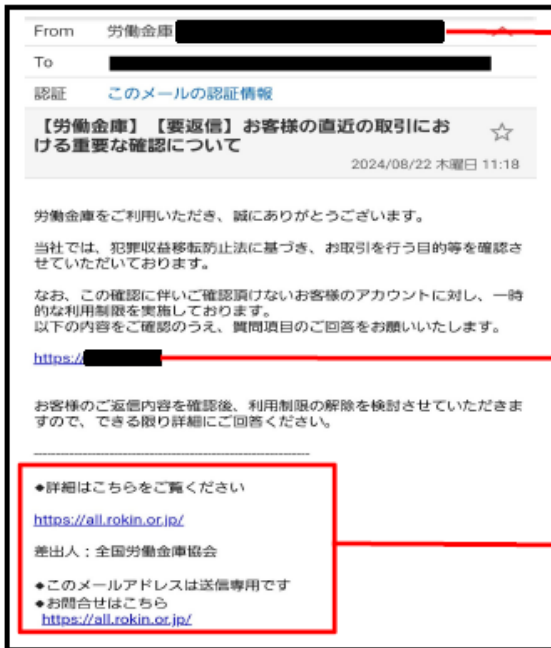 From 労働金庫
To
認証 このメールの認証情報
【労働金庫】【要返信】お客様の直近の取引にお
ける重要な確認について
2024/08/22 木曜日 11:18
労働金庫をご利用いただき、誠にありがとうございます。
当社では、犯罪収益移転防止法に基づき、お取引を行う目的等を確認さ
せていただいております。
なお、この確認に伴いご確認頂けないお客様のアカウントに対し、一時
的な利用制限を実施しております。
以下の内容をご確認のうえ、質問項目のご回答をお願いいたします。
https://
お客様のご返信内容を確認後、利用制限の解除を検討させていただきま
すので、できる限り詳細にご回答ください。
◆詳細はこちらをご覧ください
https://all.rokin.or.jp/
差出人：全国労働金庫協会
◆このメールアドレスは送信専用です
◆お問合せはこちら
https://all.rokin.or.jp/